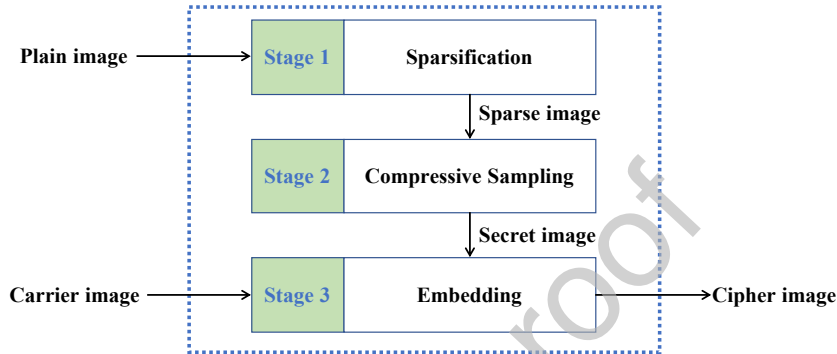 Plain image
Stage 1
Sparsification
Sparse image
Stage 2
Compressive Sampling
Secret image
Carrier image
Stage 3
Embedding
Cipher image
roof